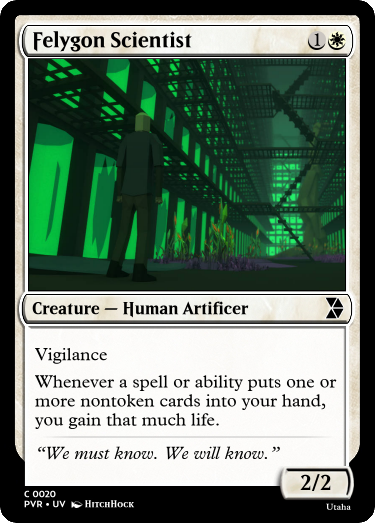 Felygon Scientist 1
Creature — Human Artificer
Vigilance
Whenever a spell or ability puts one or
more nontoken cards into your hand,
you gain that much life.
“We must know. We will know.”
2/2
C 0020
PVR • UV HitchHock
Utaha